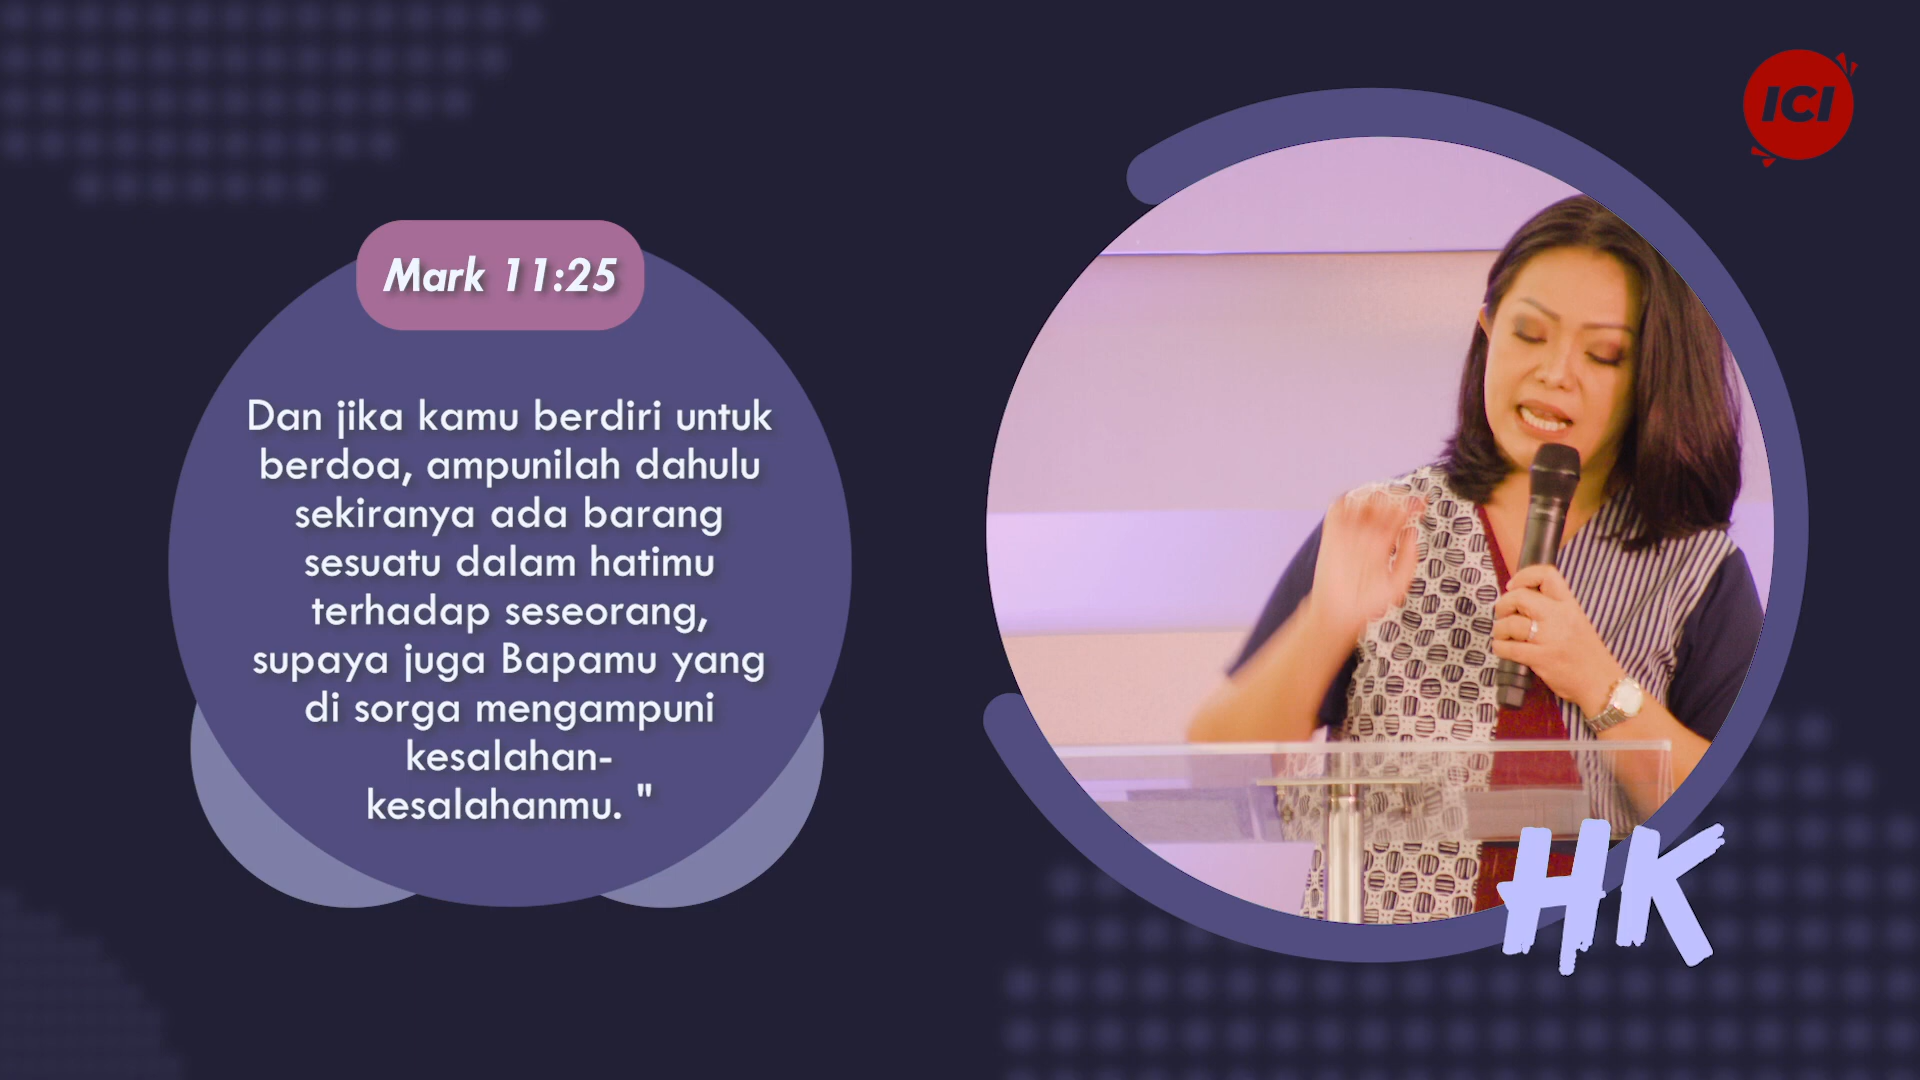 ICI
Mark 11:25
Dan jika kamu berdiri untuk
berdoa, ampunilah dahulu
sekiranya ada barang
sesuatu dalam hatimu
terhadap seseorang,
supaya juga Bapamu yang
di sorga mengampuni
kesalahan-
kesalahanmu. "
HK